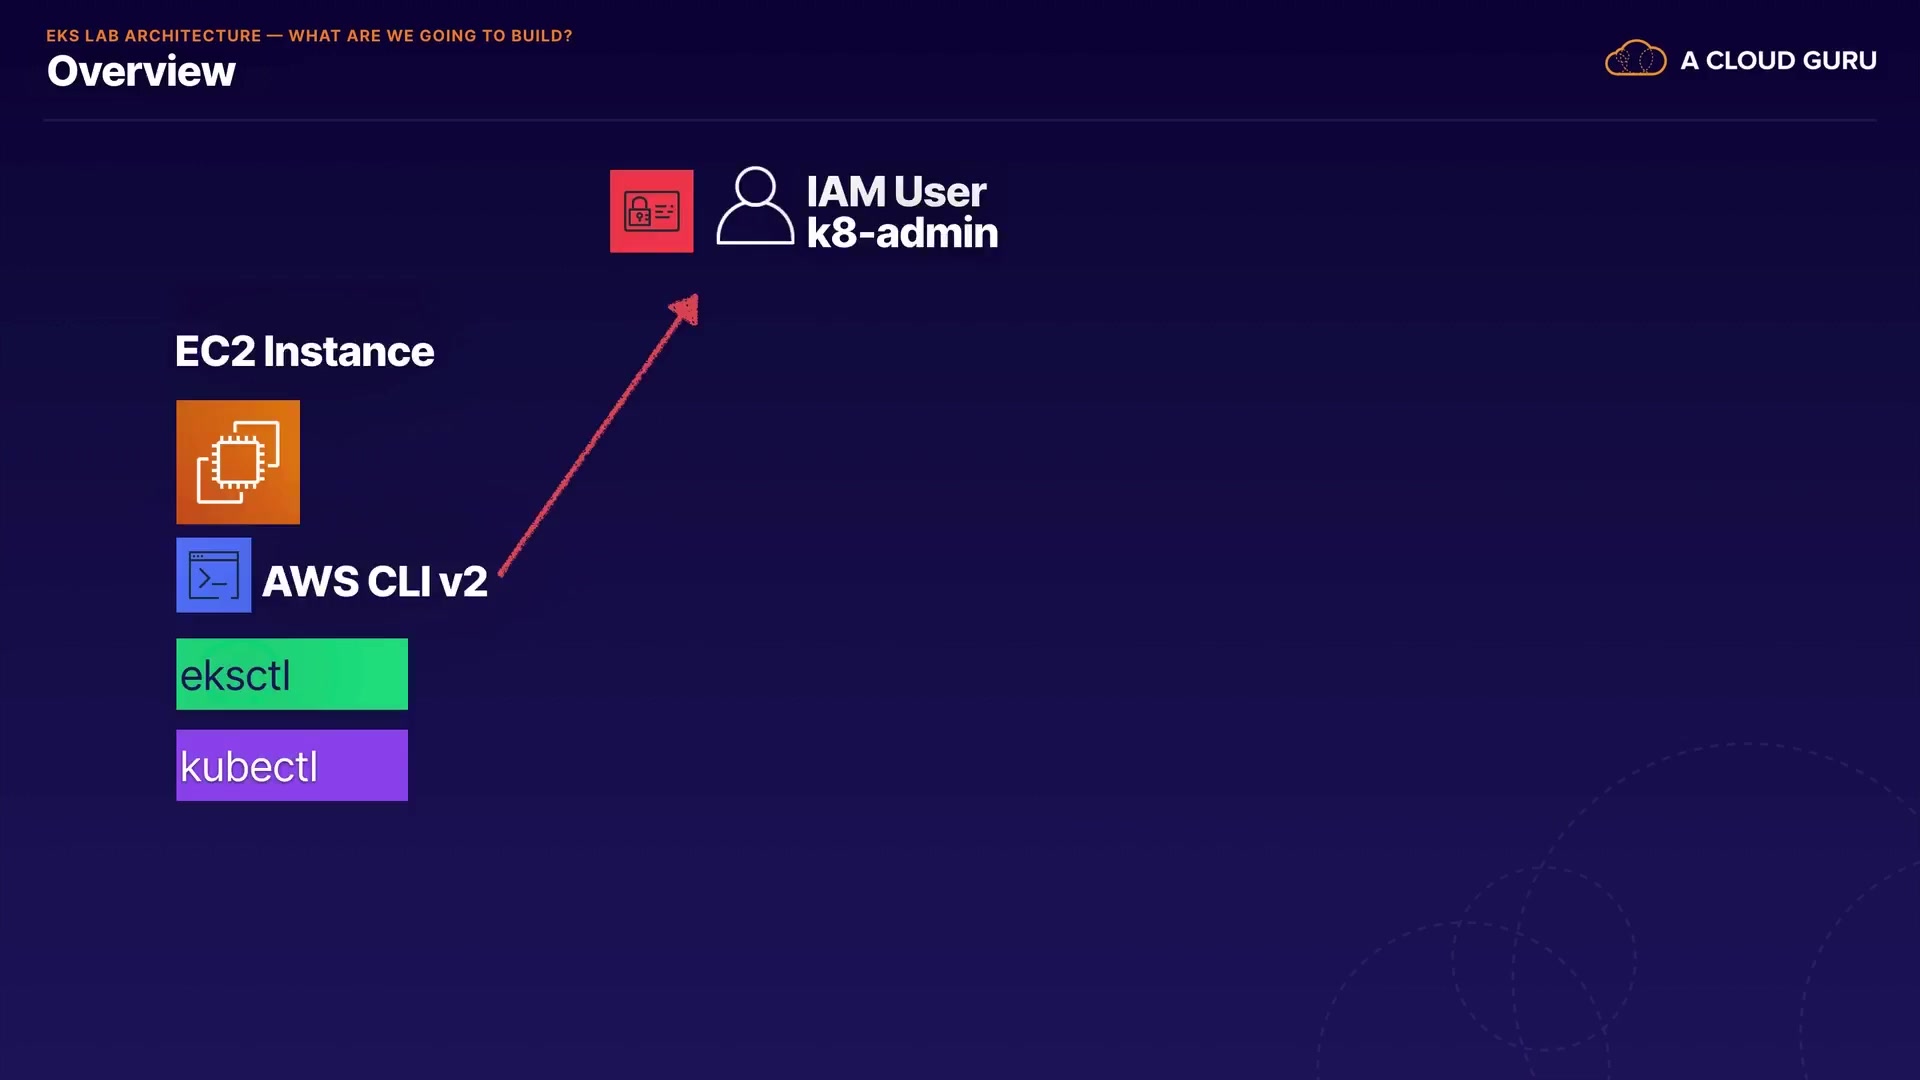 EKS LAB ARCHITECTURE — WHAT ARE WE GOING TO BUILD?
Overview
A CLOUD GURU
IAM User
k8-admin
EC2 Instance
AWS CLI v2
eksctl
kubectl